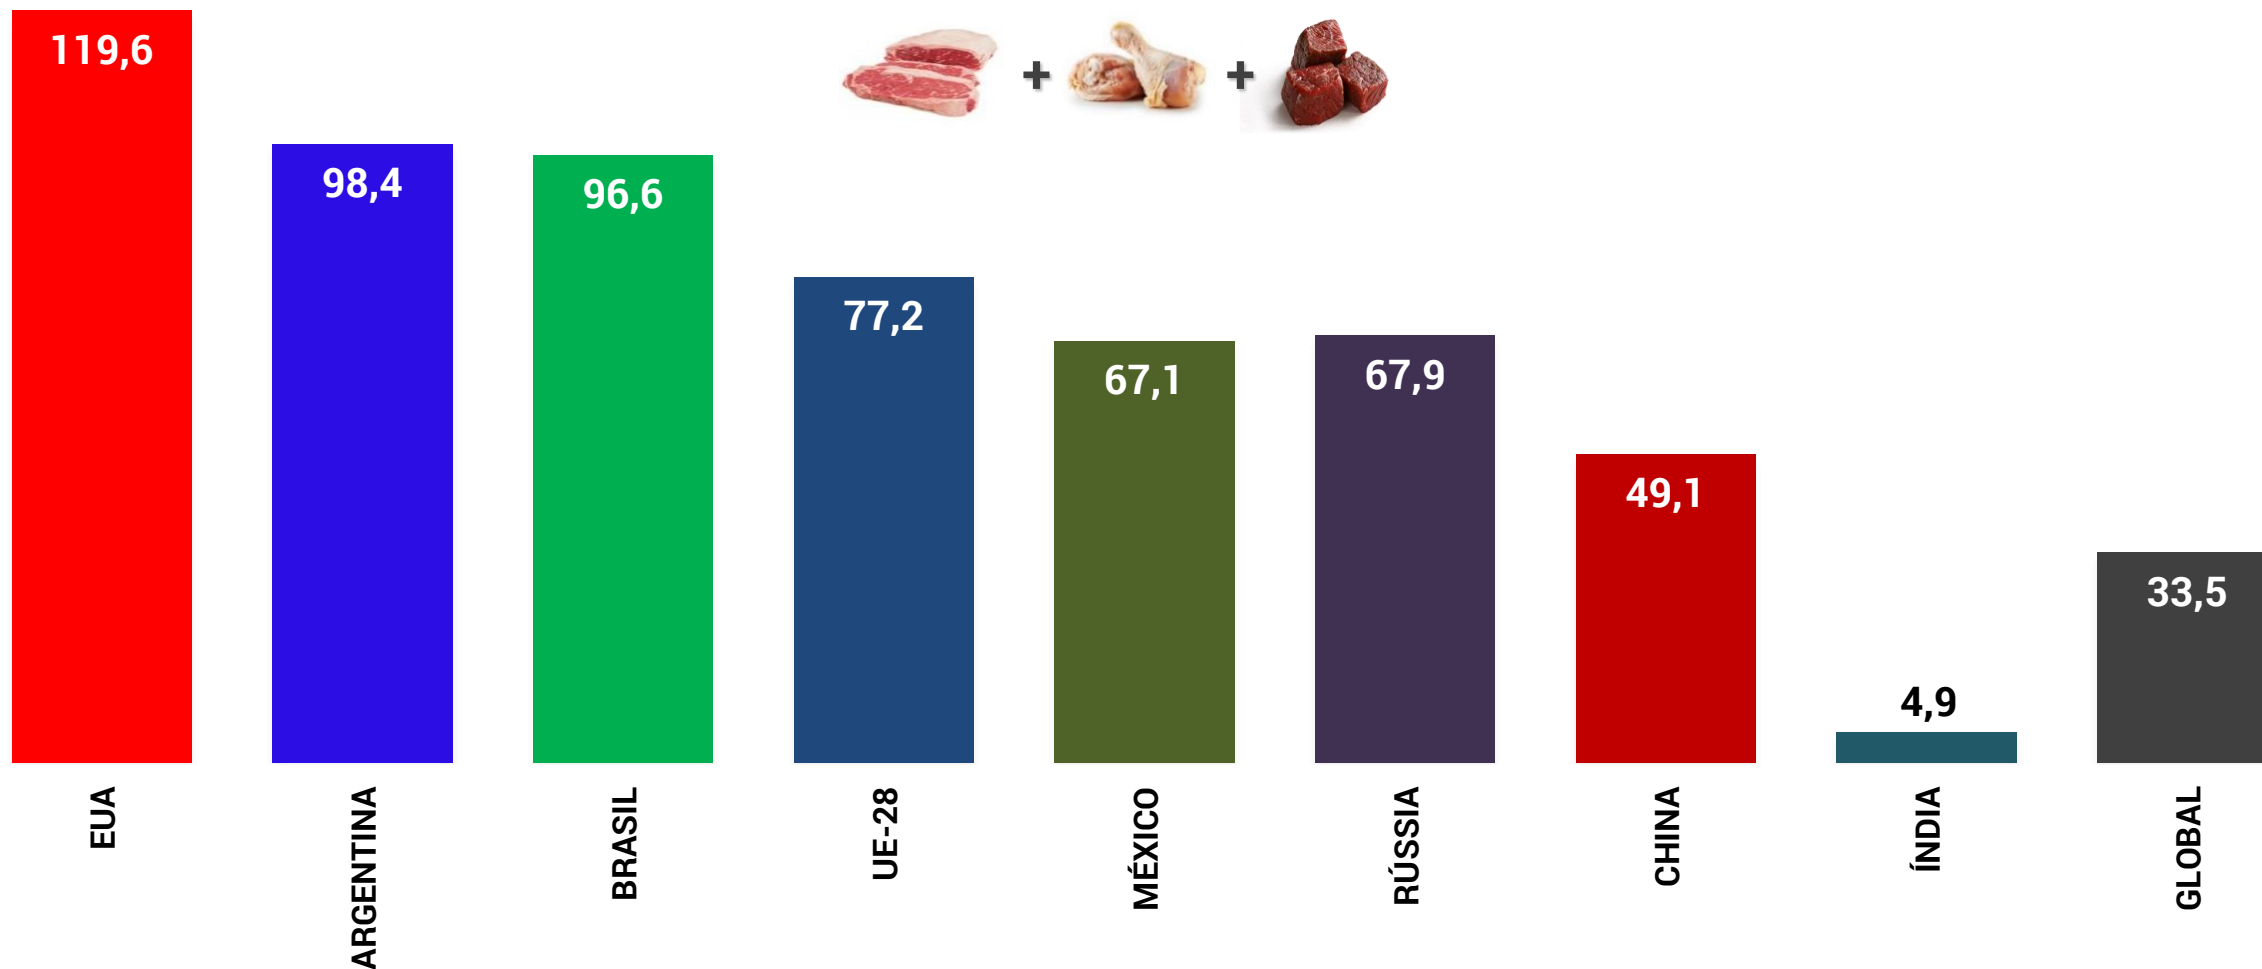 119,6
98,4
96,6
77,2
67,1
67,9
49,1
4,9
33,5
+ +
EUA
ARGENTINA
BRASIL
UE-28
MÉXICO
RÚSSIA
CHINA
ÍNDIA
GLOBAL